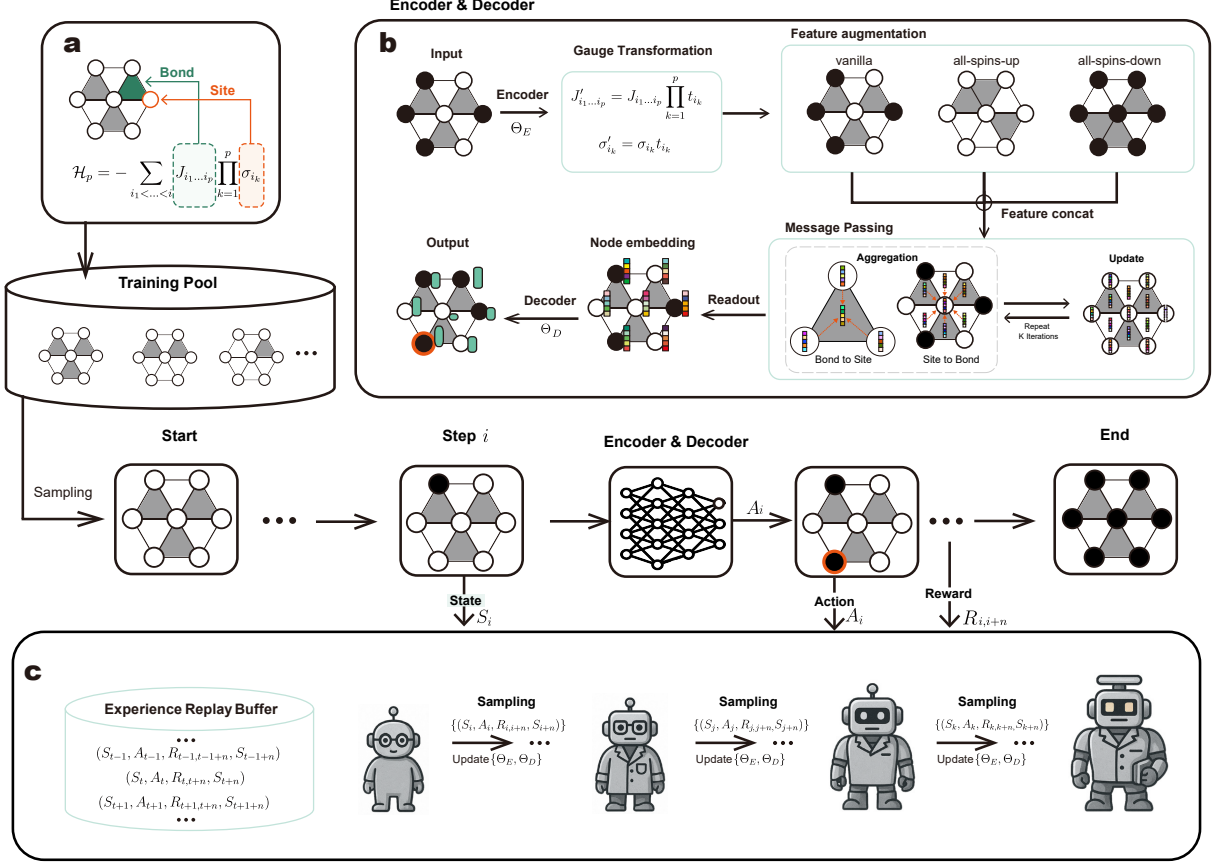 Encoder & Decoder
a
Bond
Site
$\mathcal{H}_p = -\sum_{i_1<...<i} J_{i_1...i_p} \prod_{k=1}^{p} \sigma_{i_k}$
Training Pool
...
b
Input
Encoder
$\Theta_E$
Gauge Transformation
$J'_{i_1...i_p} = J_{i_1...i_p} \prod_{k=1}^{p} t_{i_k}$
$\sigma'_{i_k} = \sigma_{i_k} t_{i_k}$
Feature augmentation
vanilla
all-spins-up
all-spins-down
Feature concat
Message Passing
Aggregation
Bond to Site
Site to Bond
Update
Repeat
K Iterations
Readout
Node embedding
Decoder
$\Theta_D$
Output
Sampling
Start
...
Step $i$
Encoder & Decoder
$A_i$
...
End
State
$S_i$
Action
$A_i$
Reward
$R_{i,i+n}$
c
Experience Replay Buffer
...
$(S_{t-1}, A_{t-1}, R_{t-1,t-1+n}, S_{t-1+n})$
$(S_t, A_t, R_{t,t+n}, S_{t+n})$
$(S_{t+1}, A_{t+1}, R_{t+1,t+n}, S_{t+1+n})$
...
Sampling
$\{(S_i, A_i, R_{i,i+n}, S_{i+n})\}$
...
Update $\{\Theta_E, \Theta_D\}$
Sampling
$\{(S_j, A_j, R_{j,j+n}, S_{j+n})\}$
...
Update $\{\Theta_E, \Theta_D\}$
Sampling
$\{(S_k, A_k, R_{k,k+n}, S_{k+n})\}$
...
Update $\{\Theta_E, \Theta_D\}$